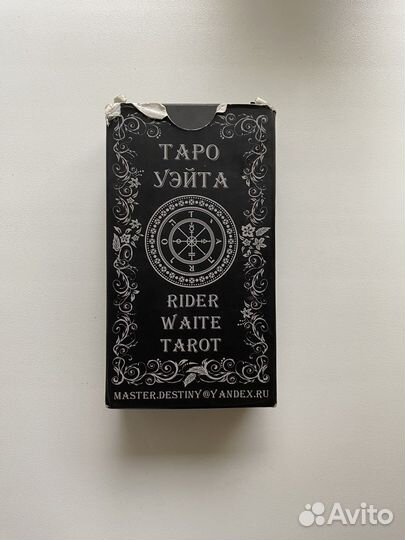 ТАРО
УЭЙТА
T A R O
RIDER
WAITE
TAROT
MASTER.DESTINY@YANDEX.RU
Avito